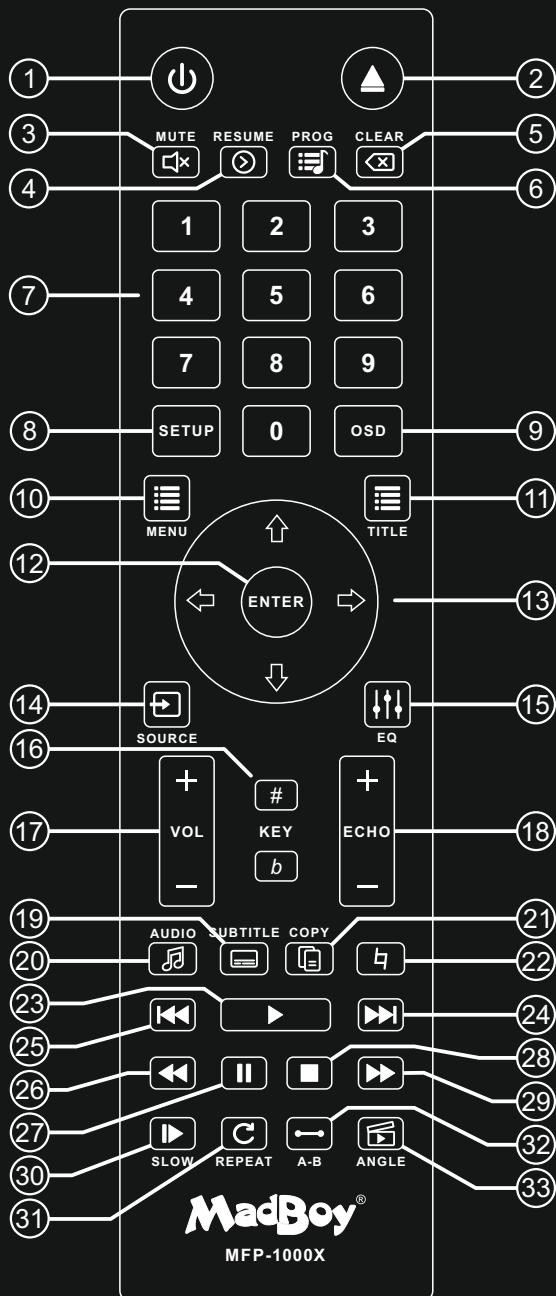 1
2
3
MUTE
RESUME
PROG
CLEAR
5
4
6
1
2
3
7
4
5
6
7
8
9
8
SETUP
0
OSD
9
10
MENU
TITLE
11
12
ENTER
13
14
SOURCE
EQ
15
16
#
17
+
VOL
−
KEY
b
+
ECHO
−
18
19
AUDIO
SUBTITLE
COPY
21
20
22
23
24
25
26
28
27
29
30
SLOW
REPEAT
A-B
ANGLE
32
31
33
MadBoy®
MFP-1000X